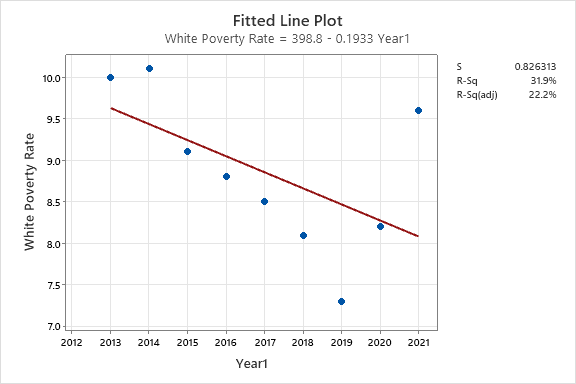 Fitted Line Plot
White Poverty Rate = 398.8 - 0.1933 Year1
S 0.826313
R-Sq 31.9%
R-Sq(adj) 22.2%
White Poverty Rate
10.0
9.5
9.0
8.5
8.0
7.5
7.0
2012 2013 2014 2015 2016 2017 2018 2019 2020 2021
Year1